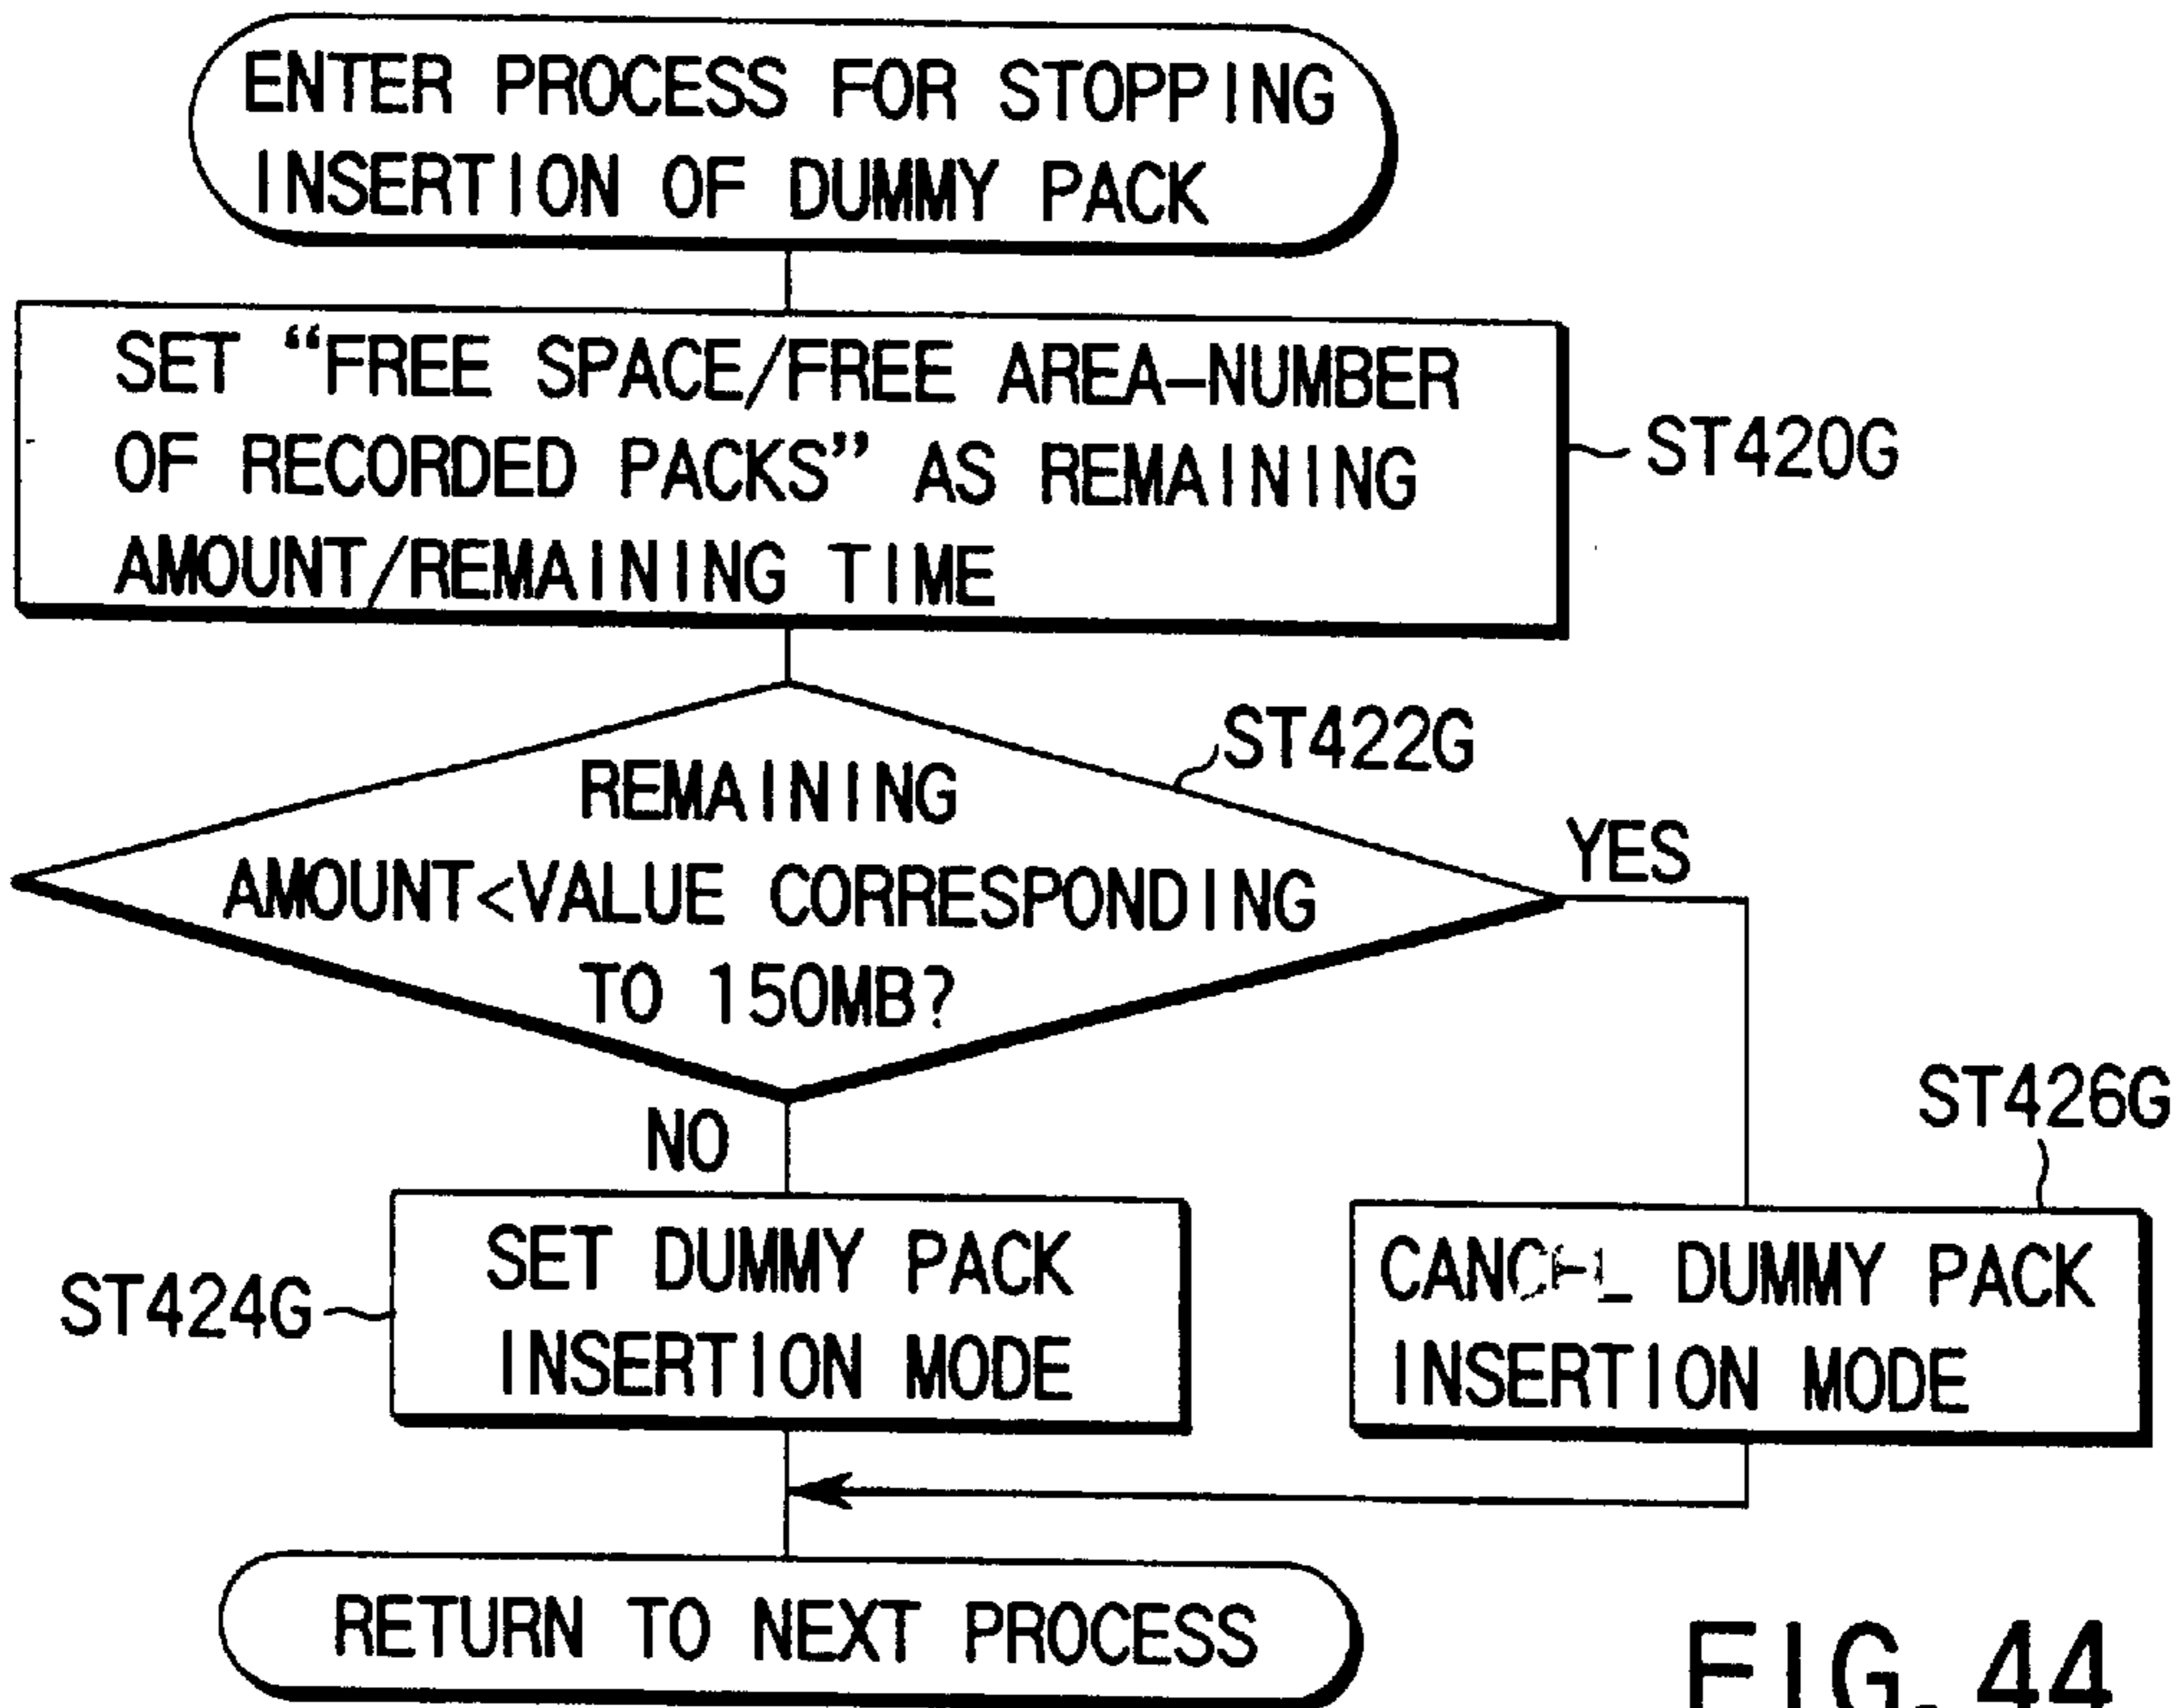 ENTER PROCESS FOR STOPPING
INSERTION OF DUMMY PACK
SET “FREE SPACE/FREE AREA–NUMBER
OF RECORDED PACKS” AS REMAINING
AMOUNT/REMAINING TIME
ST420G
ST422G
REMAINING
AMOUNT<VALUE CORRESPONDING
TO 150MB?
YES
NO
ST426G
SET DUMMY PACK
INSERTION MODE
ST424G
CANCEL DUMMY PACK
INSERTION MODE
RETURN TO NEXT PROCESS
FIG. 44